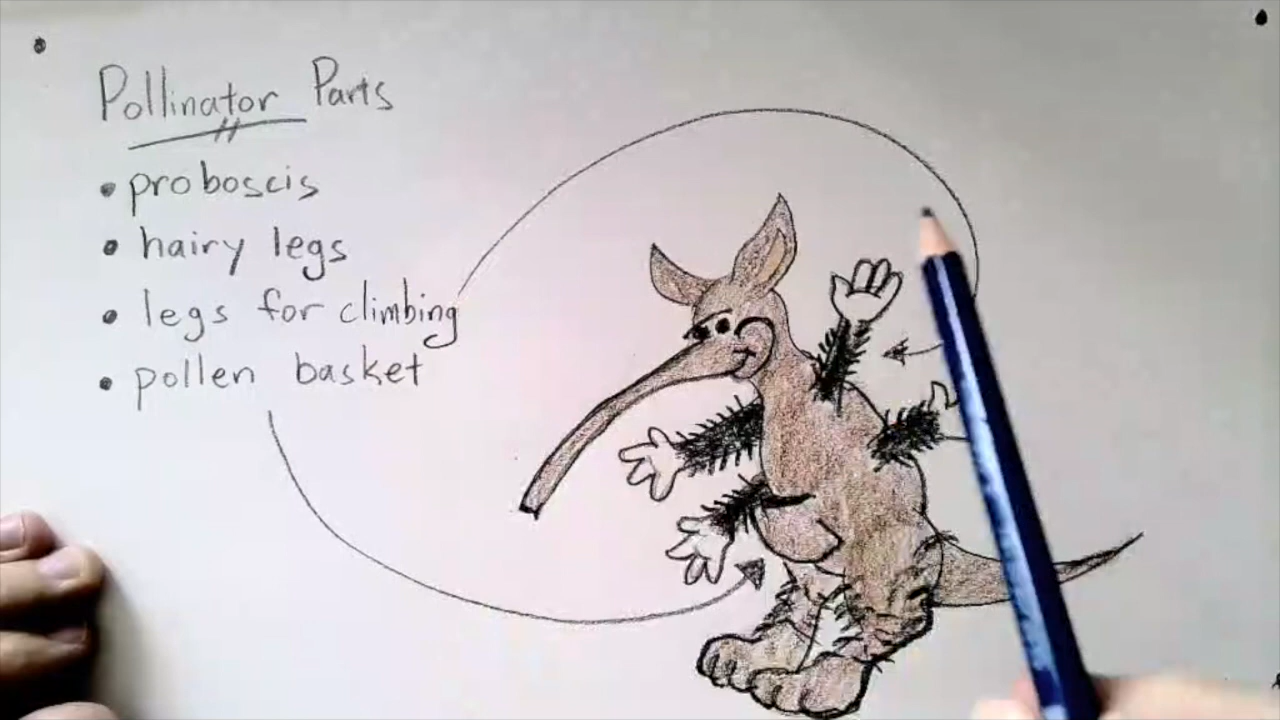 Pollinator Parts
• proboscis
• hairy legs
• legs for climbing
• pollen basket